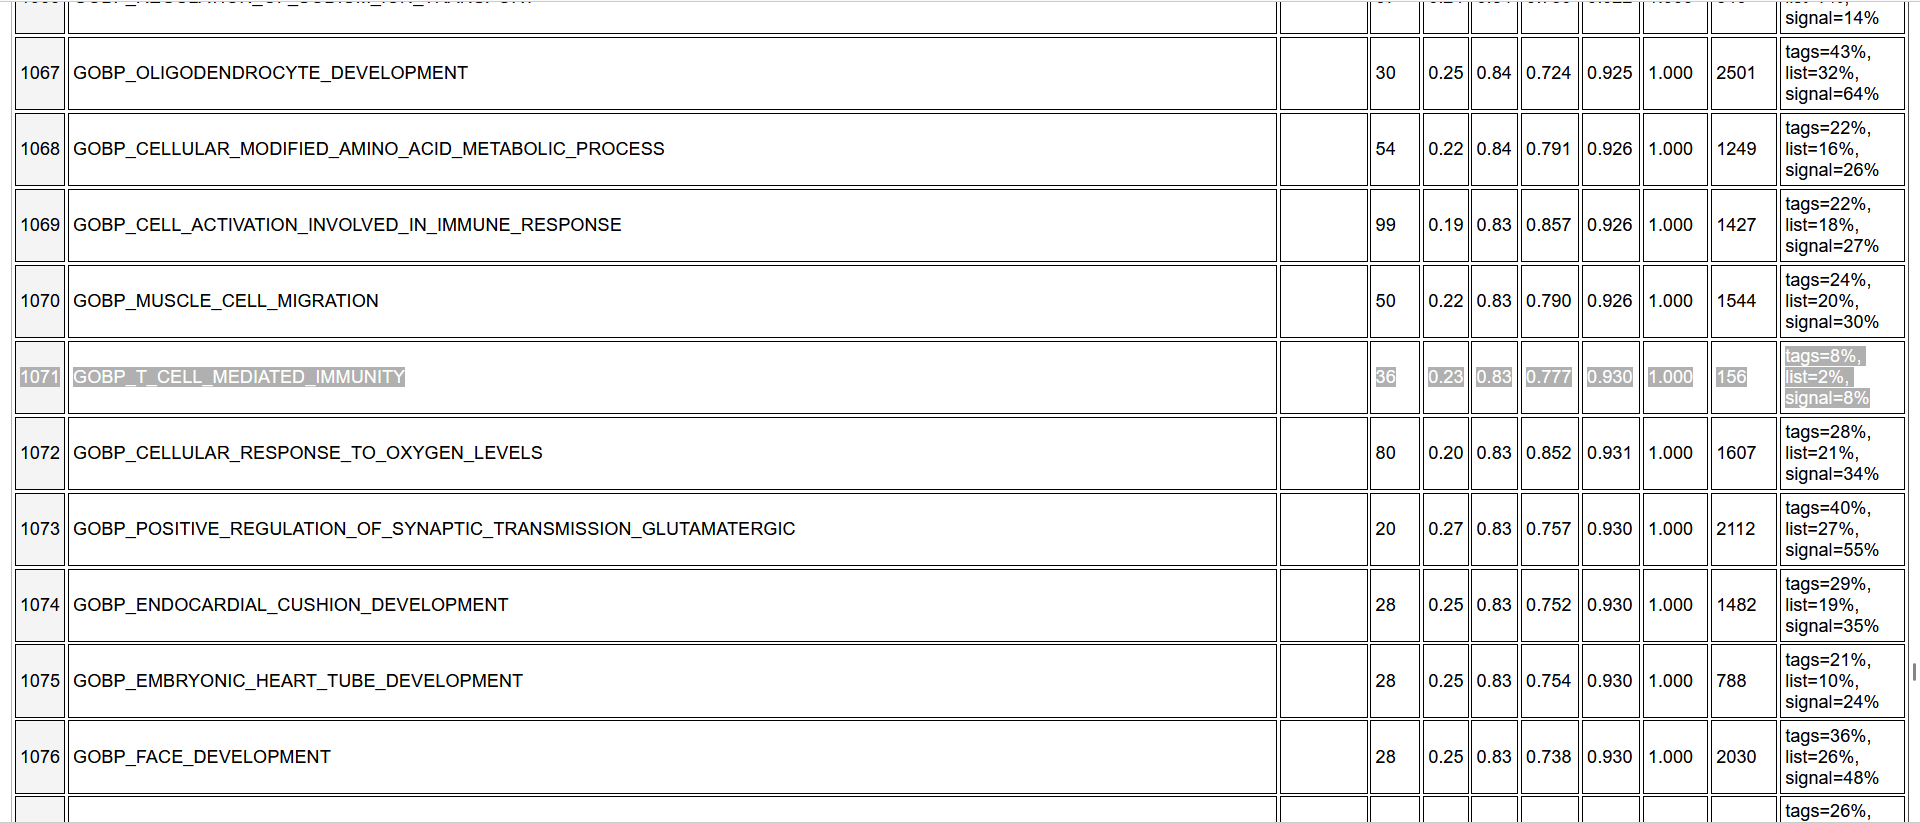 signal=14%
1067 GOBP_OLIGODENDROCYTE_DEVELOPMENT 30 0.25 0.84 0.724 0.925 1.000 2501 tags=43%,
list=32%,
signal=64%
1068 GOBP_CELLULAR_MODIFIED_AMINO_ACID_METABOLIC_PROCESS 54 0.22 0.84 0.791 0.926 1.000 1249 tags=22%,
list=16%,
signal=26%
1069 GOBP_CELL_ACTIVATION_INVOLVED_IN_IMMUNE_RESPONSE 99 0.19 0.83 0.857 0.926 1.000 1427 tags=22%,
list=18%,
signal=27%
1070 GOBP_MUSCLE_CELL_MIGRATION 50 0.22 0.83 0.790 0.926 1.000 1544 tags=24%,
list=20%,
signal=30%
1071 GOBP_T_CELL_MEDIATED_IMMUNITY 36 0.23 0.83 0.777 0.930 1.000 156 tags=8%,
list=2%,
signal=8%
1072 GOBP_CELLULAR_RESPONSE_TO_OXYGEN_LEVELS 80 0.20 0.83 0.852 0.931 1.000 1607 tags=28%,
list=21%,
signal=34%
1073 GOBP_POSITIVE_REGULATION_OF_SYNAPTIC_TRANSMISSION_GLUTAMATERGIC 20 0.27 0.83 0.757 0.930 1.000 2112 tags=40%,
list=27%,
signal=55%
1074 GOBP_ENDOCARDIAL_CUSHION_DEVELOPMENT 28 0.25 0.83 0.752 0.930 1.000 1482 tags=29%,
list=19%,
signal=35%
1075 GOBP_EMBRYONIC_HEART_TUBE_DEVELOPMENT 28 0.25 0.83 0.754 0.930 1.000 788 tags=21%,
list=10%,
signal=24%
1076 GOBP_FACE_DEVELOPMENT 28 0.25 0.83 0.738 0.930 1.000 2030 tags=36%,
list=26%,
signal=48%
tags=26%,